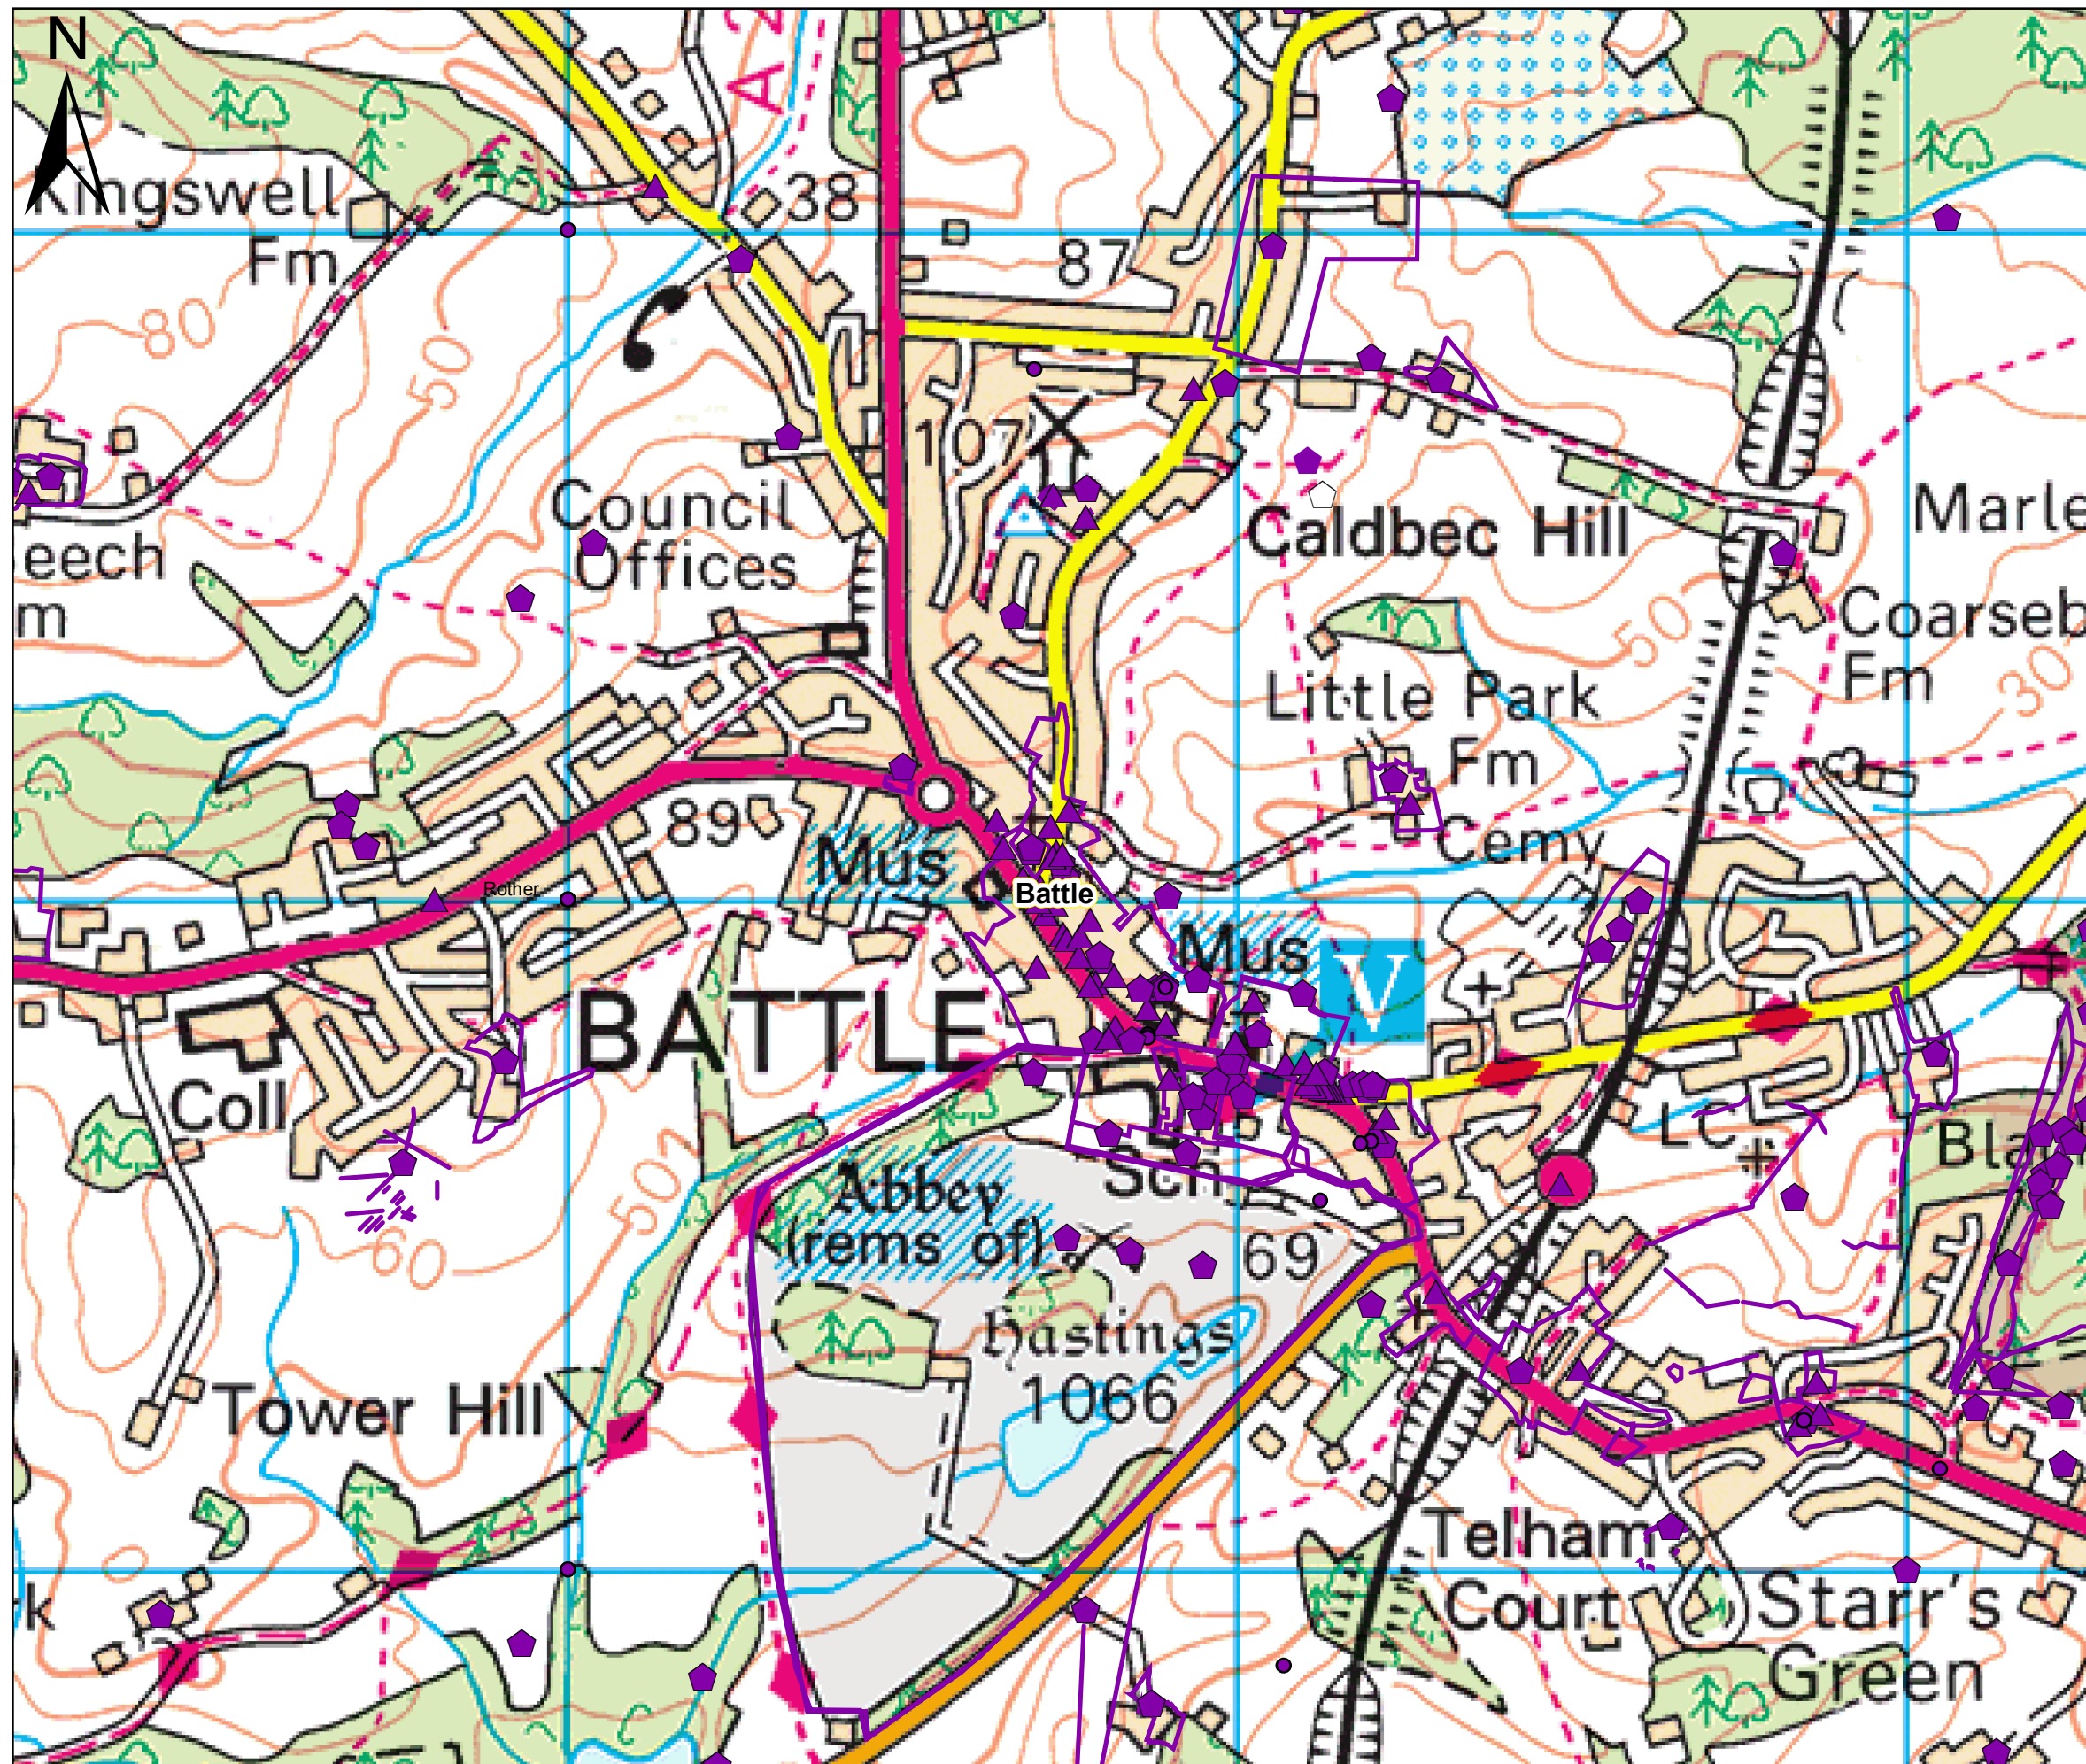 N
A 2
Kingswell
Fm
38
87
80
50
107
Council
Offices
Caldbec Hill
Marle
eech
m
50
Coarseb
Fm
Little Park
Fm
30
89
Mus
Cemy
Rother
Battle
Mus
V
BATTLE
Coll
LC
Bla
Abbey
(rems of)
Sch
69
50
60
Hastings
1066
Tower Hill
Telham
Court
k
Starr's
Green